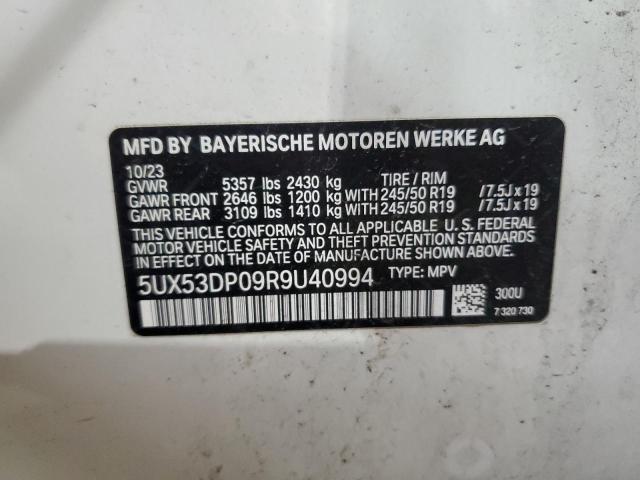 MFD BY BAYERISCHE MOTOREN WERKE AG
10/23
GVWR 5357 lbs 2430 kg TIRE / RIM
GAWR FRONT 2646 lbs 1200 kg WITH 245/50 R19 /7.5J x 19
GAWR REAR 3109 lbs 1410 kg WITH 245/50 R19 /7.5J x 19
THIS VEHICLE CONFORMS TO ALL APPLICABLE U. S. FEDERAL
MOTOR VEHICLE SAFETY AND THEFT PREVENTION STANDARDS
IN EFFECT ON THE DATE OF MANUFACTURE SHOWN ABOVE.
5UX53DP09R9U40994 TYPE: MPV
300U
7 320 730